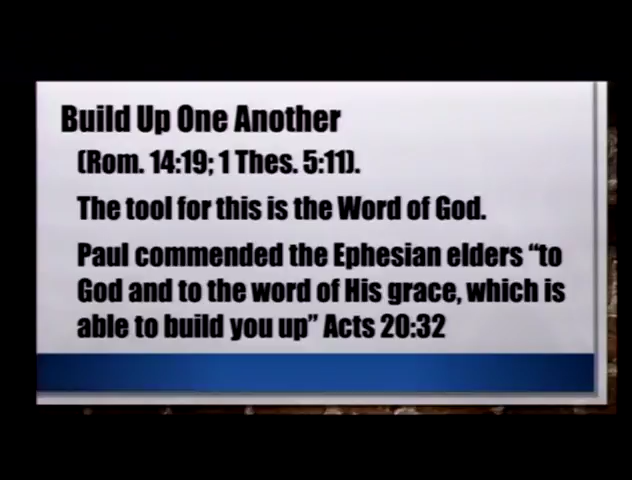 Build Up One Another
(Rom. 14:19; 1 Thes. 5:11).
The tool for this is the Word of God.
Paul commended the Ephesian elders “to
God and to the word of His grace, which is
able to build you up” Acts 20:32